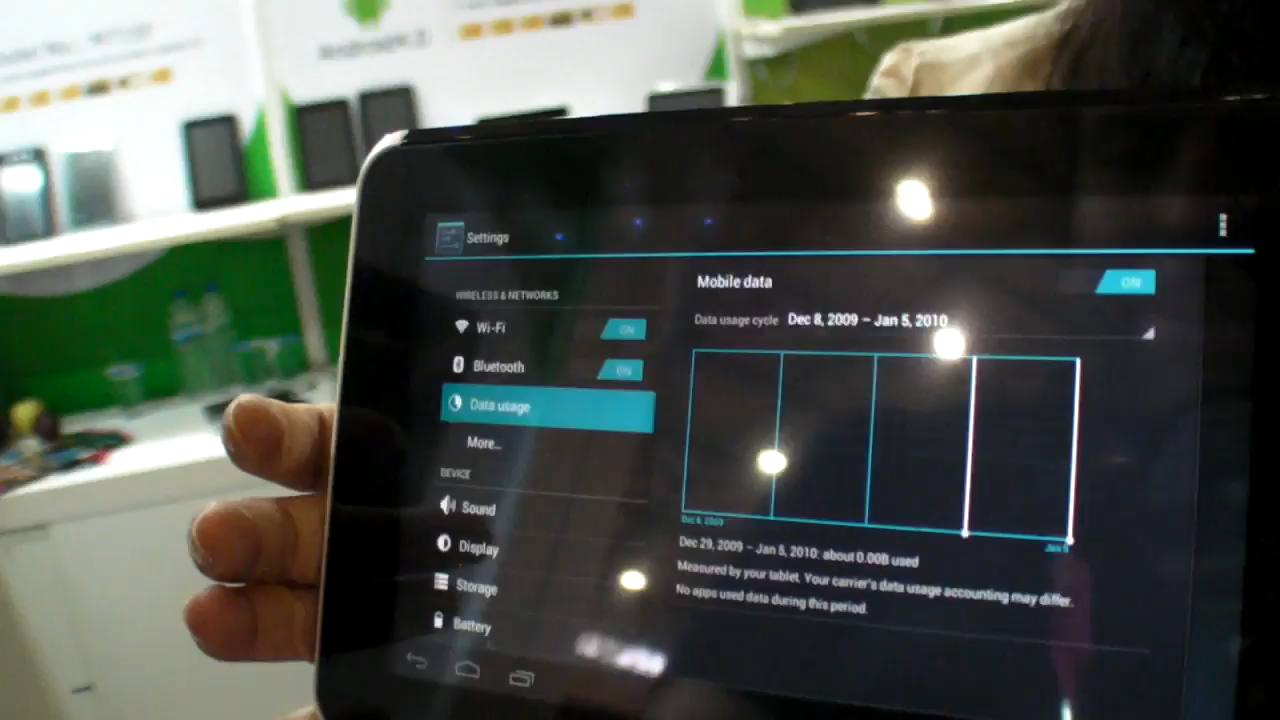 Android 4.0
Settings
WIRELESS & NETWORKS
Wi-Fi
ON
Bluetooth
ON
Data usage
More...
DEVICE
Sound
Display
Storage
Battery
Mobile data
ON
Data usage cycle
Dec 8, 2009 – Jan 5, 2010
Jan 5
Dec 29, 2009 – Jan 5, 2010: about 0.00B used
Measured by your tablet. Your carrier's data usage accounting may differ.
No apps used data during this period.